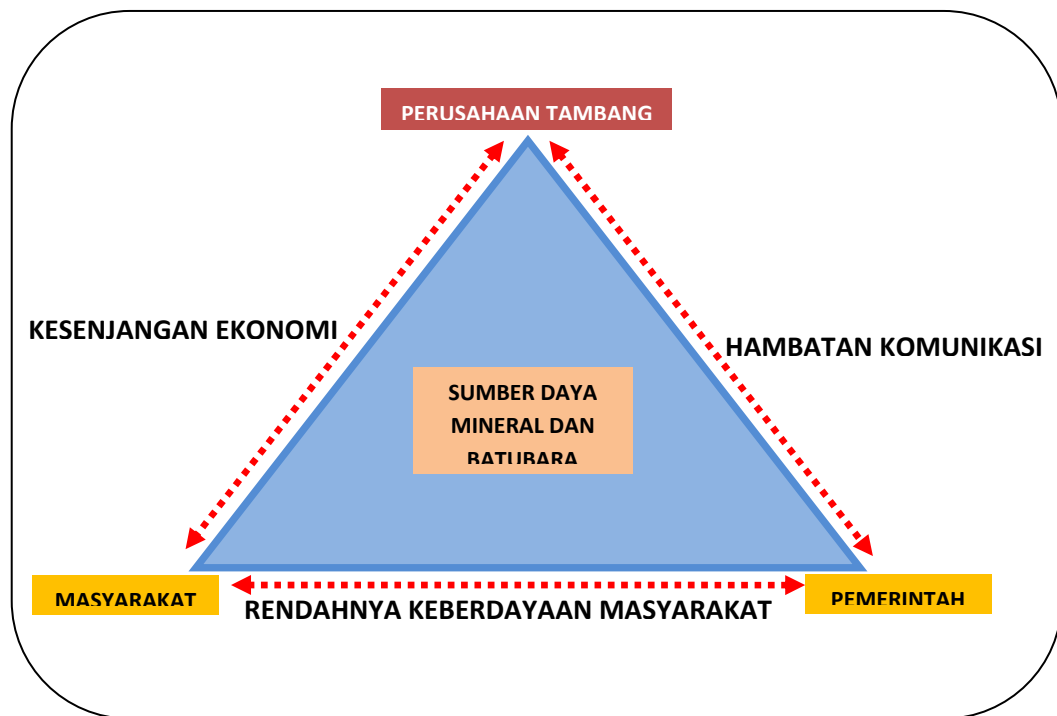 PERUSAHAAN TAMBANG
KESENJANGAN EKONOMI
HAMBATAN KOMUNIKASI
SUMBER DAYA
MINERAL DAN
BATUBARA
MASYARAKAT
RENDAHNYA KEBERDAYAAN MASYARAKAT
PEMERINTAH